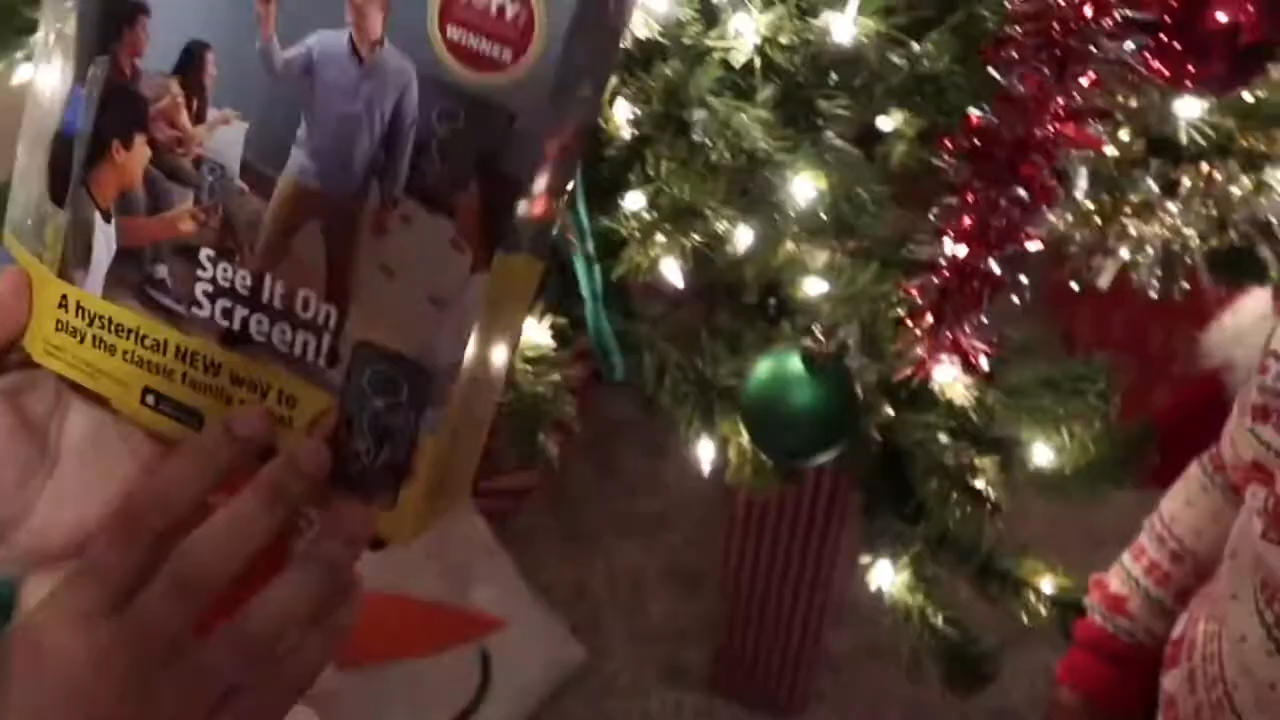 WINNER
See It On
Screen!
A hysterical NEW way to
play the classic family